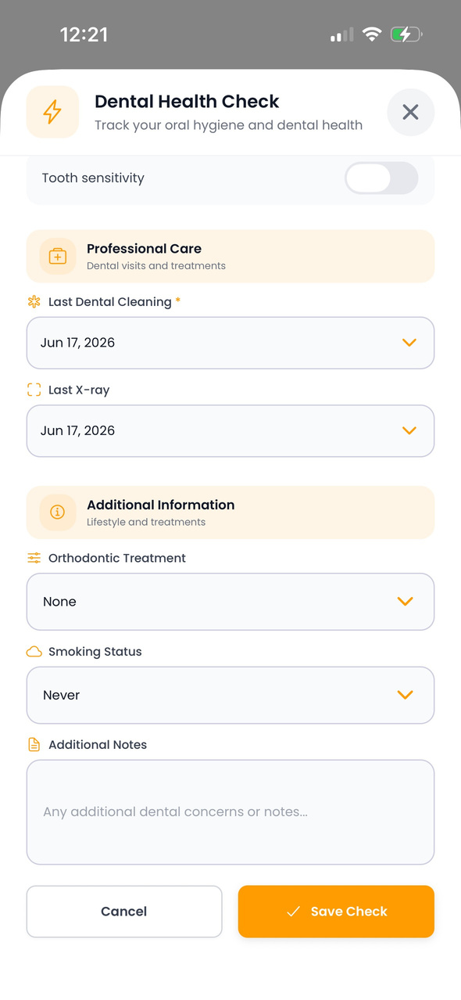 12:21
Dental Health Check
Track your oral hygiene and dental health
Tooth sensitivity
Professional Care
Dental visits and treatments
Last Dental Cleaning *
Jun 17, 2026
Last X-ray
Jun 17, 2026
Additional Information
Lifestyle and treatments
Orthodontic Treatment
None
Smoking Status
Never
Additional Notes
Any additional dental concerns or notes...
Cancel
Save Check